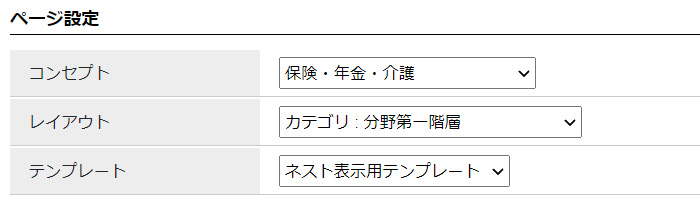 ページ設定
コンセプト 保険・年金・介護
レイアウト カテゴリ : 分野第一階層
テンプレート ネスト表示用テンプレート